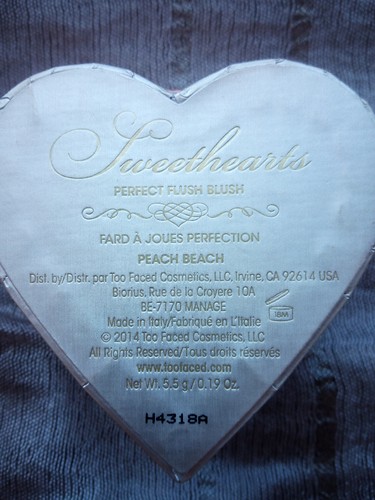 Sweethearts
PERFECT FLUSH BLUSH
FARD À JOUES PERFECTION
PEACH BEACH
Dist. by/Distr. par Too Faced Cosmetics, LLC, Irvine, CA 92614 USA
Biorius, Rue de la Croyere 10A
BE-7170 MANAGE
18M
Made in Italy/Fabriqué en L'Italie
© 2014 Too Faced Cosmetics, LLC
All Rights Reserved/Tous droits réservés
www.toofaced.com
Net Wt. 5.5 g/0.19 Oz.
H4318A